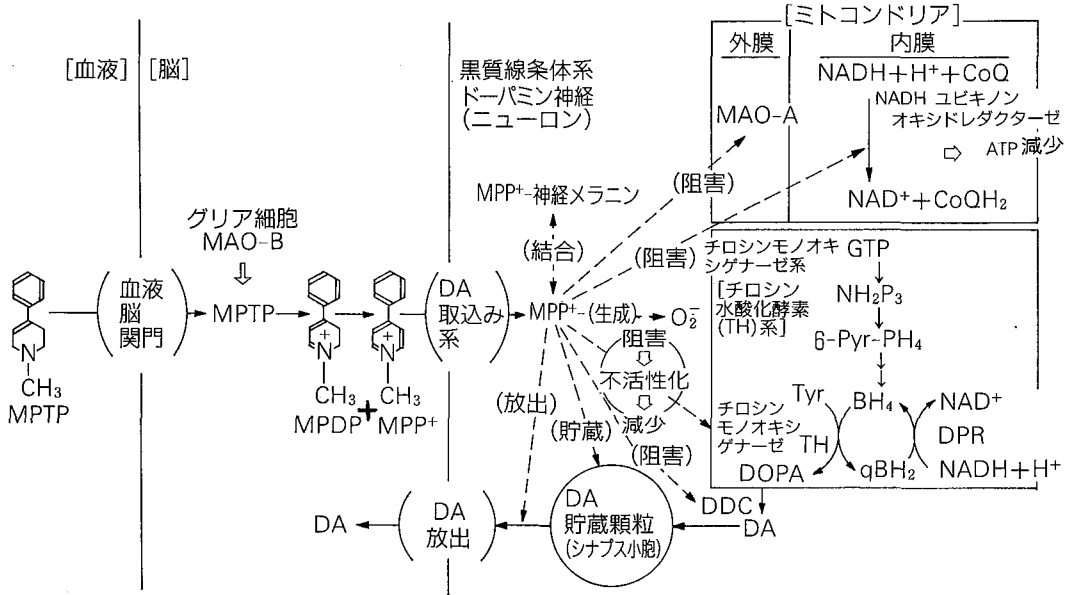 [ミトコンドリア]
外膜
内膜
[血液]
[脳]
黒質線条体系
ドーパミン神経
(ニューロン)
NADH+H⁺+CoQ
NADH ユビキノン
オキシドレダクターゼ
MAO-A
⇨ ATP 減少
NAD⁺+CoQH₂
(阻害)
MPP⁺-神経メラニン
グリア細胞
MAO-B
(結合)
(阻害)
チロシンモノオキ
シゲナーゼ系
GTP
[チロシン
水酸化酵素
(TH)系]
NH₂P₃
6-Pyr-PH₄
血液
脳
関門
MPTP
N
CH₃
MPTP
+
N
CH₃
MPDP⁺
+
N
CH₃
MPP⁺
DA
取込み
系
MPP⁺-(生成)
O₂⁻
阻害
不活性化
減少
(放出)
(貯蔵)
(阻害)
チロシン
モノオキシ
ゲナーゼ
Tyr
BH₄
NAD⁺
TH
DPR
DOPA
qBH₂
NADH+H⁺
DA
DA
放出
DA
貯蔵顆粒
(シナプス小胞)
DDC
DA